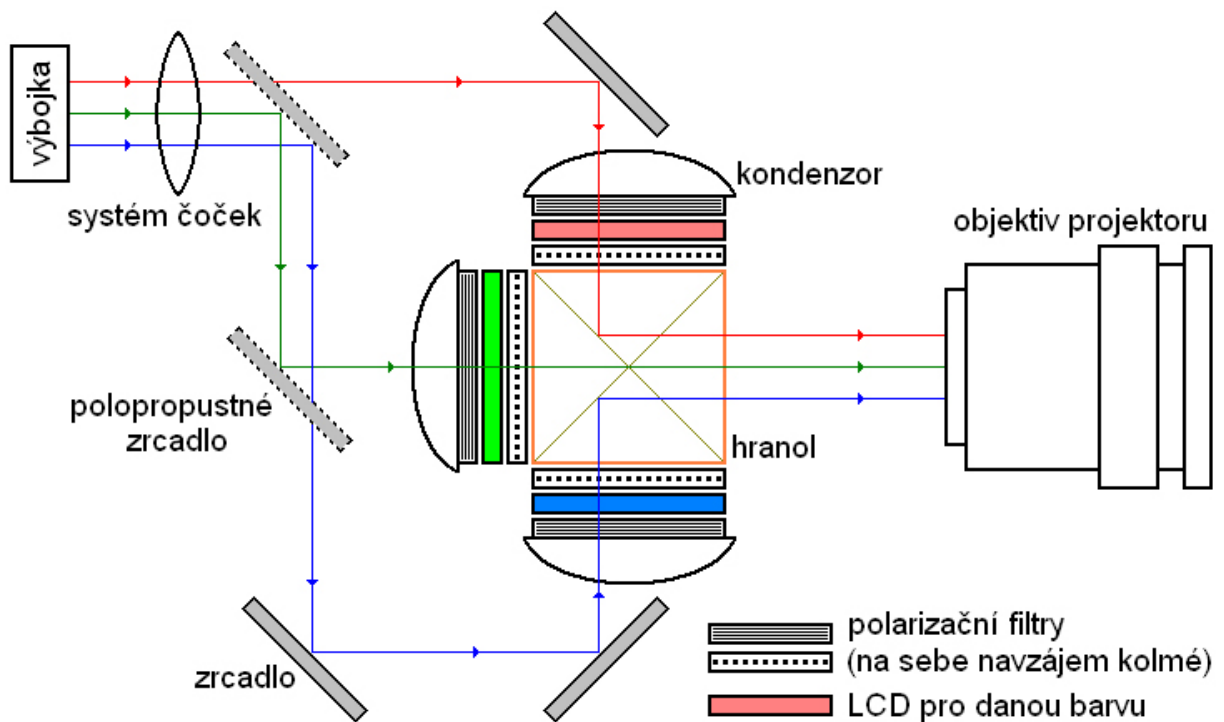 výbojka
systém čoček
kondenzor
objektiv projektoru
polopropustné
zrcadlo
hranol
zrcadlo
polarizační filtry
(na sebe navzájem kolmé)
LCD pro danou barvu